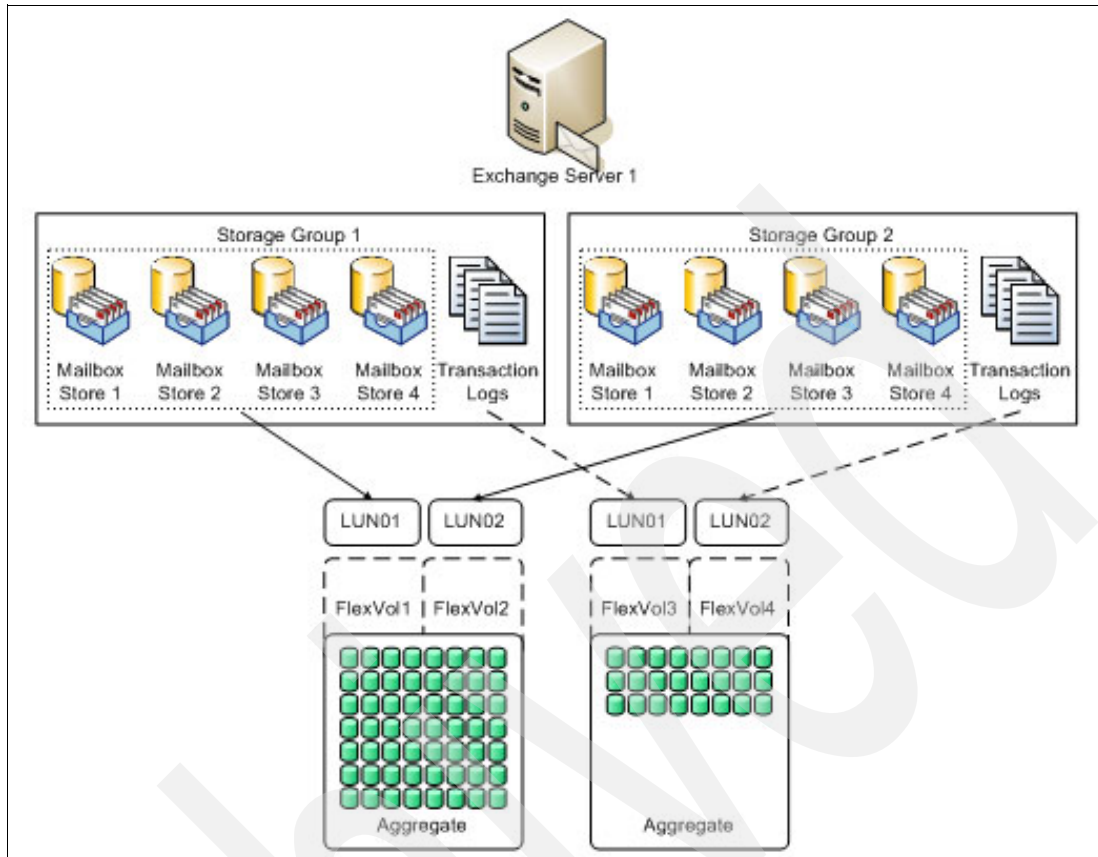 Exchange Server 1
Storage Group 1
Mailbox Store 1
Mailbox Store 2
Mailbox Store 3
Mailbox Store 4
Transaction Logs
Storage Group 2
Mailbox Store 1
Mailbox Store 2
Mailbox Store 3
Mailbox Store 4
Transaction Logs
LUN01
LUN02
LUN01
LUN02
FlexVol1
FlexVol2
FlexVol3
FlexVol4
Aggregate
Aggregate